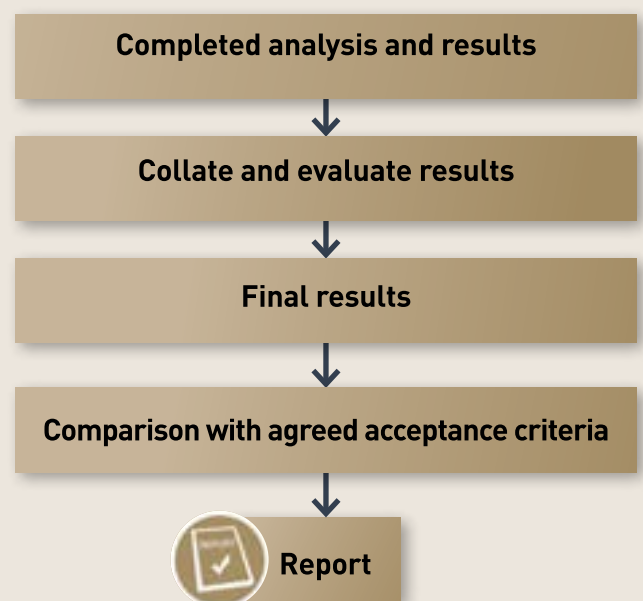 Completed analysis and results
Collate and evaluate results
Final results
Comparison with agreed acceptance criteria
Report